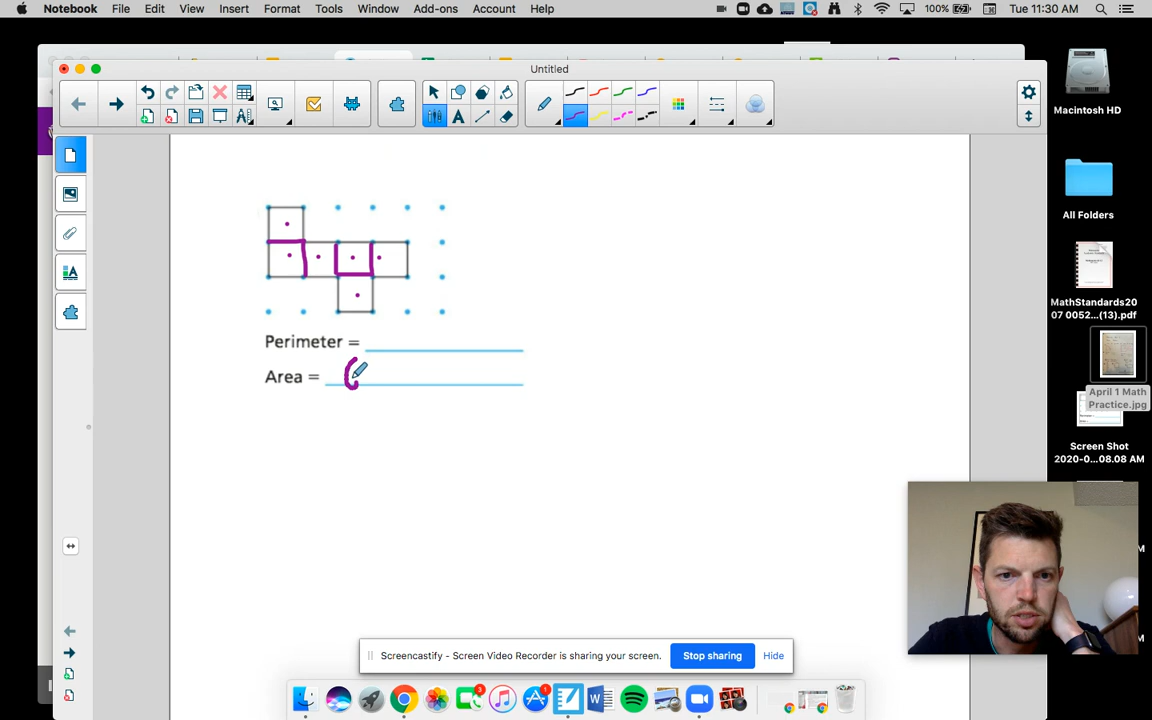 Notebook File Edit View Insert Format Tools Window Add-ons Account Help 100% Tue 11:30 AM
Untitled
Macintosh HD
All Folders
MathStandards20
07 0052...(13).pdf
April 1 Math
Practice.jpg
Screen Shot
2020-0...08.08 AM
Perimeter =
Area =
Screencastify - Screen Video Recorder is sharing your screen. Stop sharing Hide